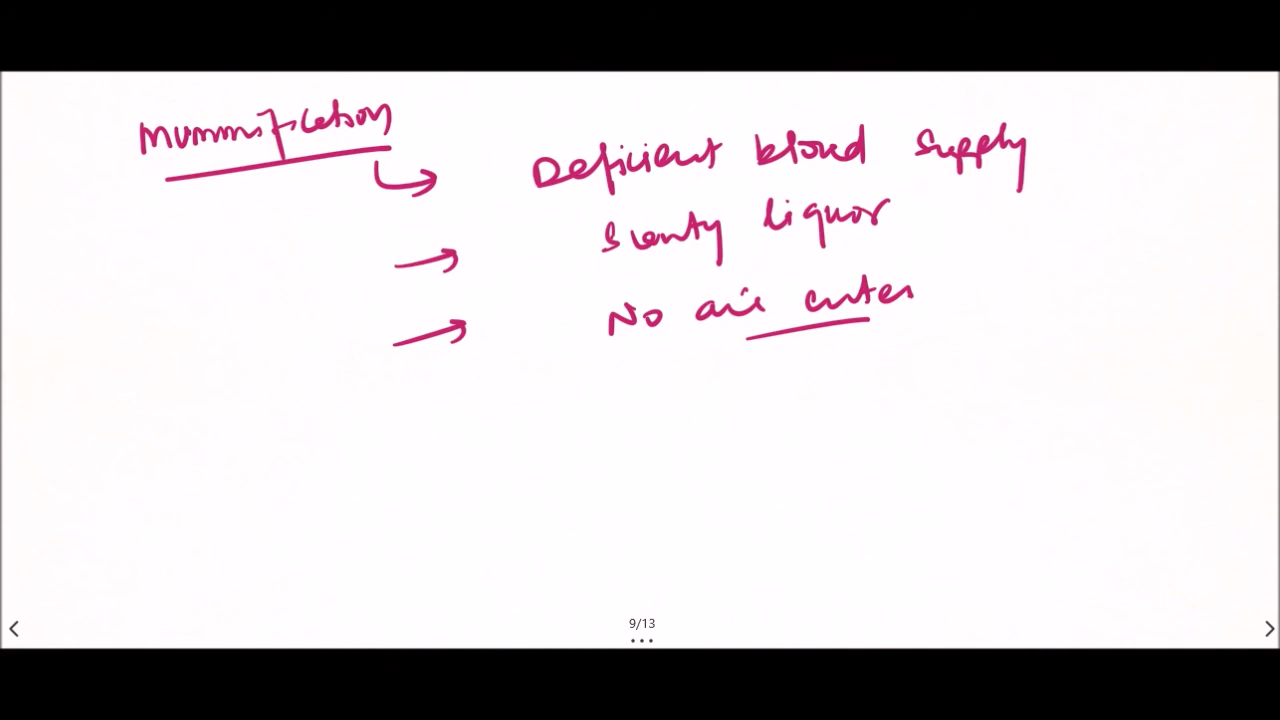 Mummification
Deficient blood supply
Scanty liquor
No air enter
9/13